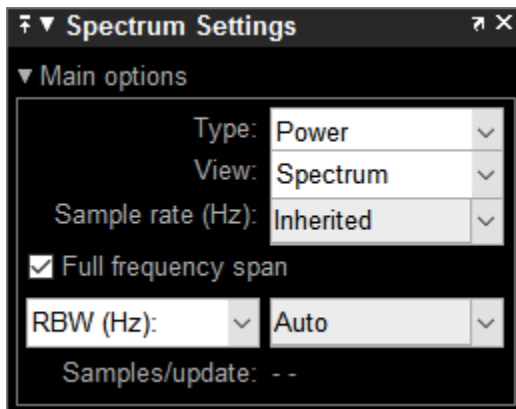 Spectrum Settings
Main options
Type: Power
View: Spectrum
Sample rate (Hz): Inherited
Full frequency span
RBW (Hz): Auto
Samples/update: - -